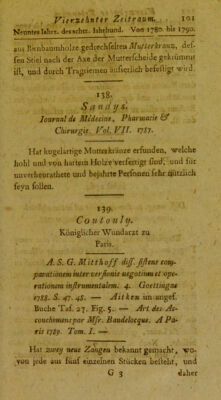 Vierzehnter Zeitraum. 101
Neuntes Jahrz. des achtz. Jahrhund. Von 1780. bis 1790.
aus Birnbaumholze gedrechselten Mutterkranz, des-
sen Stiel nach der Axe der Mutterscheide gekrümmt
ist, und durch Tragriemen äusserlich befestigt wird.
138.
Sandys.
Journal de Médecine, Pharmacie &
Chirurgie. Vol. VII. 1787.
Hat kugelartige Mutterkränze erfunden, welche
hohl und von hartem Holze verfertigt sind, und für
unverheurathete und bejahrte Personen sehr nützlich
seyn sollen.
139.
Coutouly.
Königlicher Wundarzt zu
Paris.
A. S. G. Mitthoff diss. sistens com-
parationem inter versionis negotium et ope-
rationem instrumentalem. 4. Goettingae
1788. S. 47. 48. — Aitken im angef.
Buche Taf. 27. Fig. 5. — Art des Ac-
couchemens par Msr. Baudelocque. A Pa-
ris 1789. Tom. I. —
Hat zwey neue Zangen bekannt gemacht, wo-
von jede aus fünf einzelnen Stücken besteht, und
G 3 daher